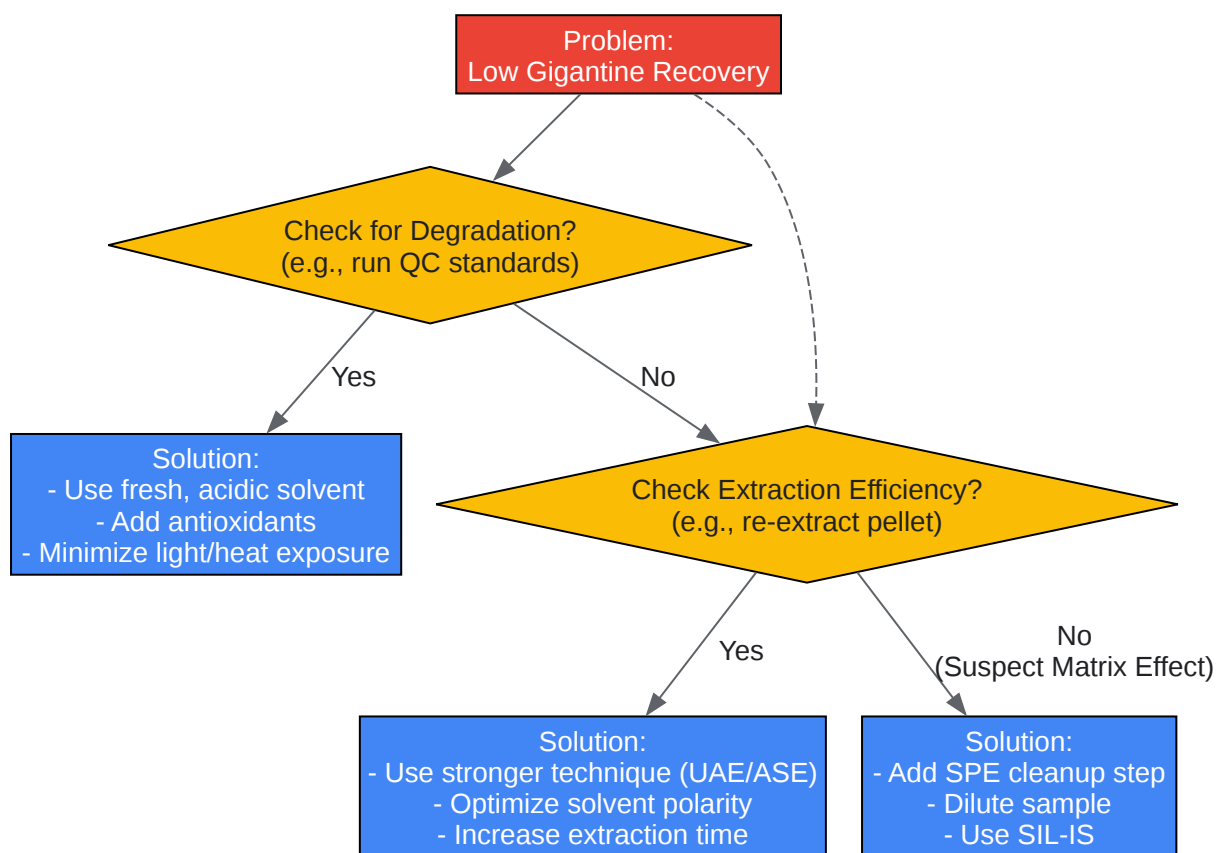 Problem:
Low Gigantine Recovery
Check for Degradation?
(e.g., run QC standards)
Yes
No
Solution:
- Use fresh, acidic solvent
- Add antioxidants
- Minimize light/heat exposure
Check Extraction Efficiency?
(e.g., re-extract pellet)
Yes
No
(Suspect Matrix Effect)
Solution:
- Use stronger technique (UAE/ASE)
- Optimize solvent polarity
- Increase extraction time
Solution:
- Add SPE cleanup step
- Dilute sample
- Use SIL-IS